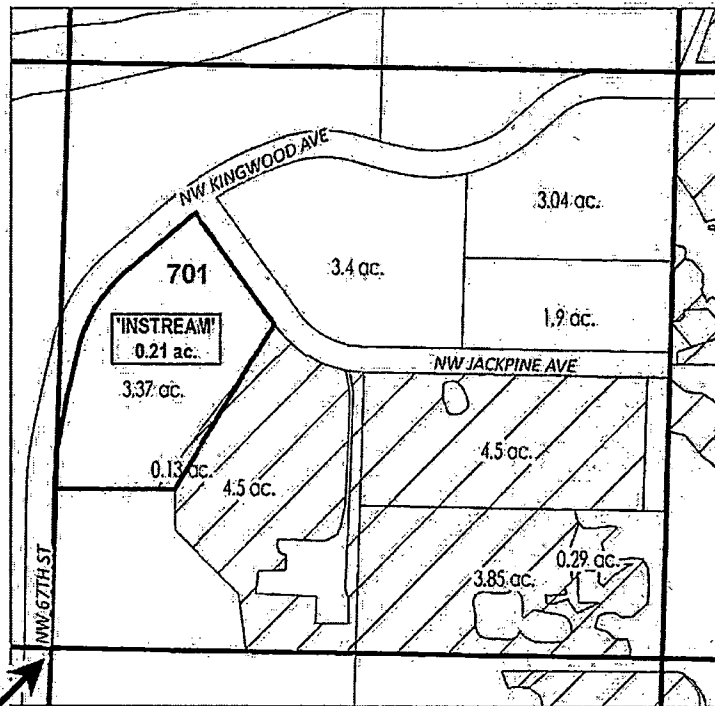 NW KINGWOOD AVE
3.04 ac.
701
3.4 ac.
'INSTREAM'
0.21 ac.
1.9 ac.
NW JACKPINE AVE
3.37 ac.
0.13 ac.
4.5 ac.
4.5 ac.
0.29 ac.
3.85 ac.
NW 67TH ST